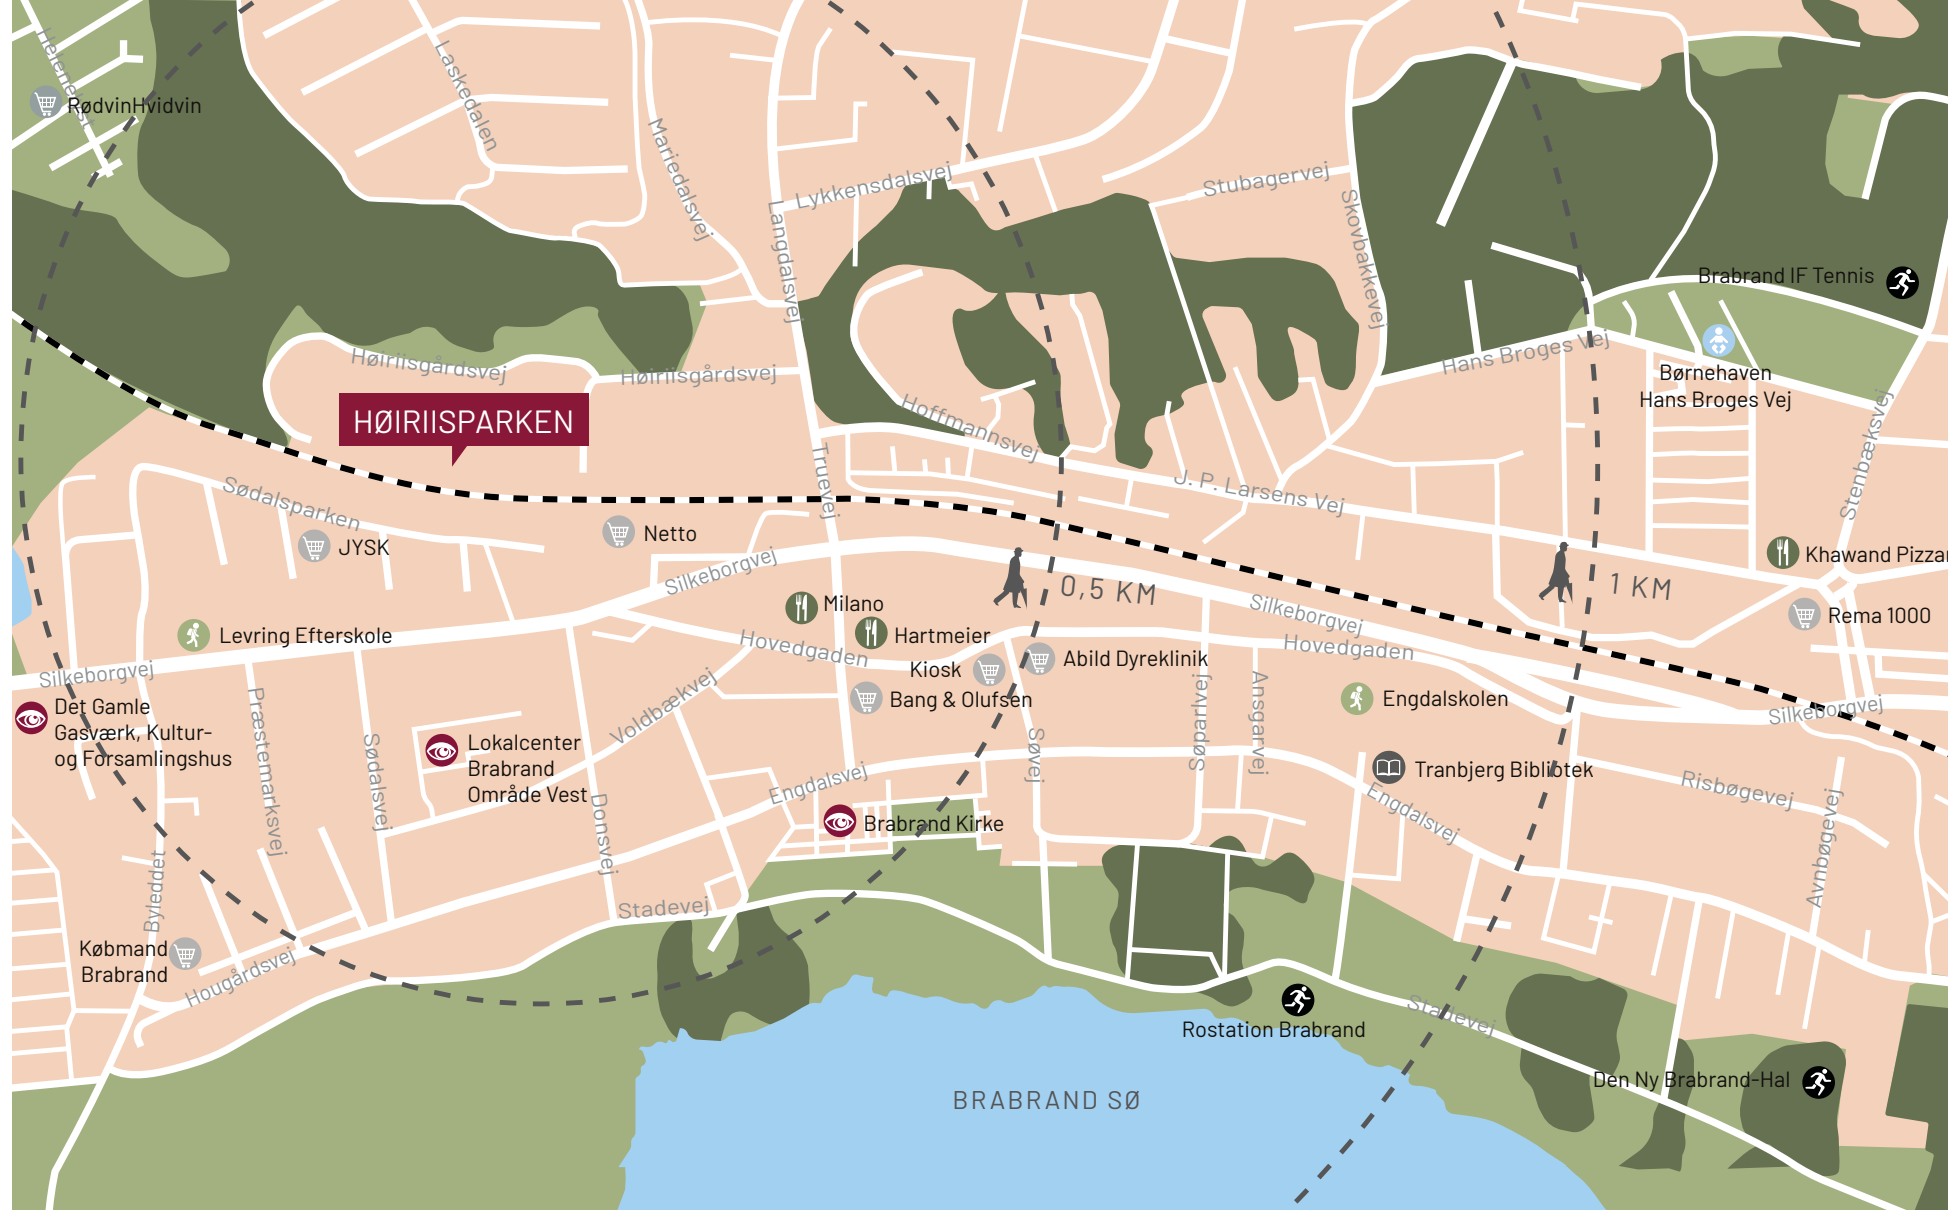 Laskedalen
RødvinHvidvin
Mariedalsvej
Lykkensdalsvej
Stubagervej
Langdalsvej
Skovbakkevej
Brabrand IF Tennis
Høiriisgårdsvej
Høiriisgårdsvej
Hans Broges Vej
Børnehaven
Hans Broges Vej
HØIRIISPARKEN
Hoffmannsvej
Stenbæksvej
Truevej
J. P. Larsens Vej
Sødalsparken
JYSK
Netto
Khawand Pizzar
Silkeborgvej
0,5 KM
1 KM
Milano
Silkeborgvej
Rema 1000
Levring Efterskole
Hartmeier
Hovedgaden
Hovedgaden
Kiosk
Abild Dyreklinik
Silkeborgvej
Bang & Olufsen
Engdalskolen
Det Gamle
Gasværk, Kultur-
og Forsamlingshus
Præstemarksvej
Voldbækvej
Søparlvej
Ansgarvej
Silkeborgvej
Sødalsvej
Lokalcenter
Brabrand
Område Vest
Søvej
Tranbjerg Bibliotek
Engdalsvej
Risbøgevej
Donsvej
Brabrand Kirke
Engdalsvej
Avnbøgevej
Byleddet
Stadevej
Købmand
Brabrand
Hougårdsvej
Rostation Brabrand
Stadevej
Den Ny Brabrand-Hal
BRABRAND SØ